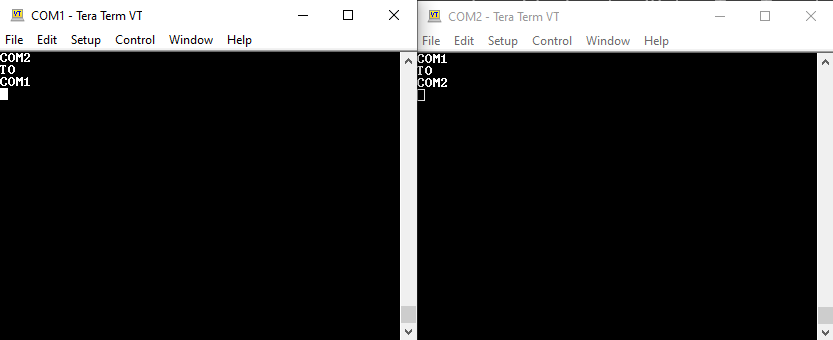 COM1 - Tera Term VT
File Edit Setup Control Window Help
COM2
TO
COM1
COM2 - Tera Term VT
File Edit Setup Control Window Help
COM1
TO
COM2